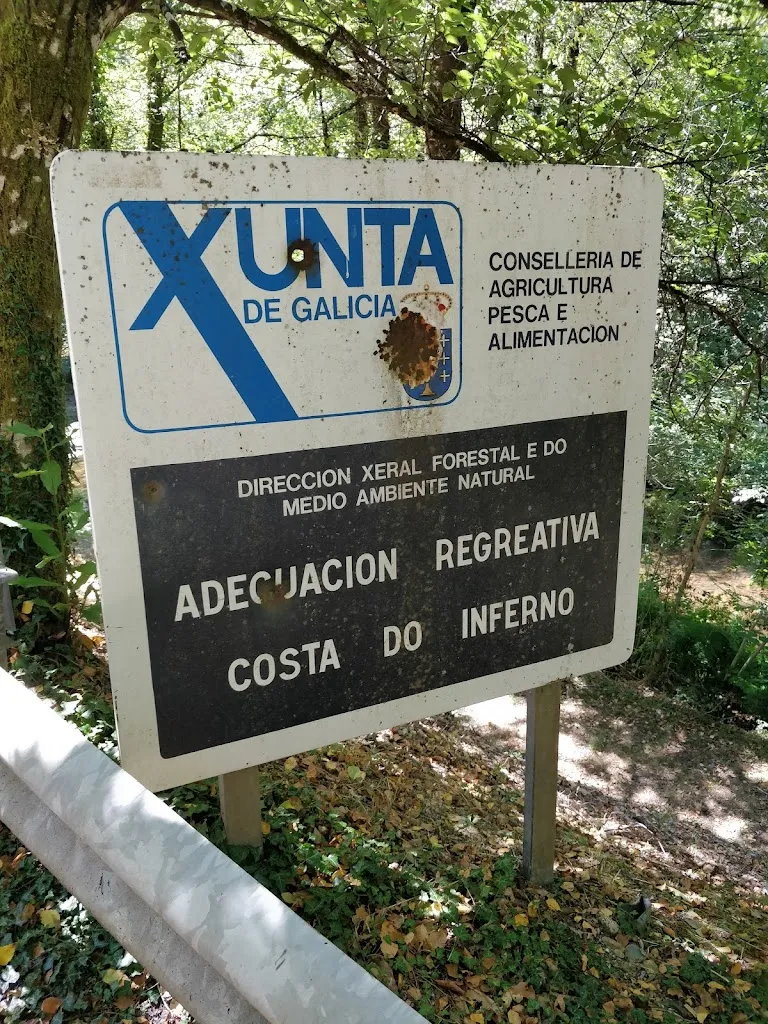 XUNTA
DE GALICIA
CONSELLERIA DE
AGRICULTURA
PESCA E
ALIMENTACION
DIRECCION XERAL FORESTAL E DO
MEDIO AMBIENTE NATURAL
ADECUACION REGREATIVA
COSTA DO INFERNO